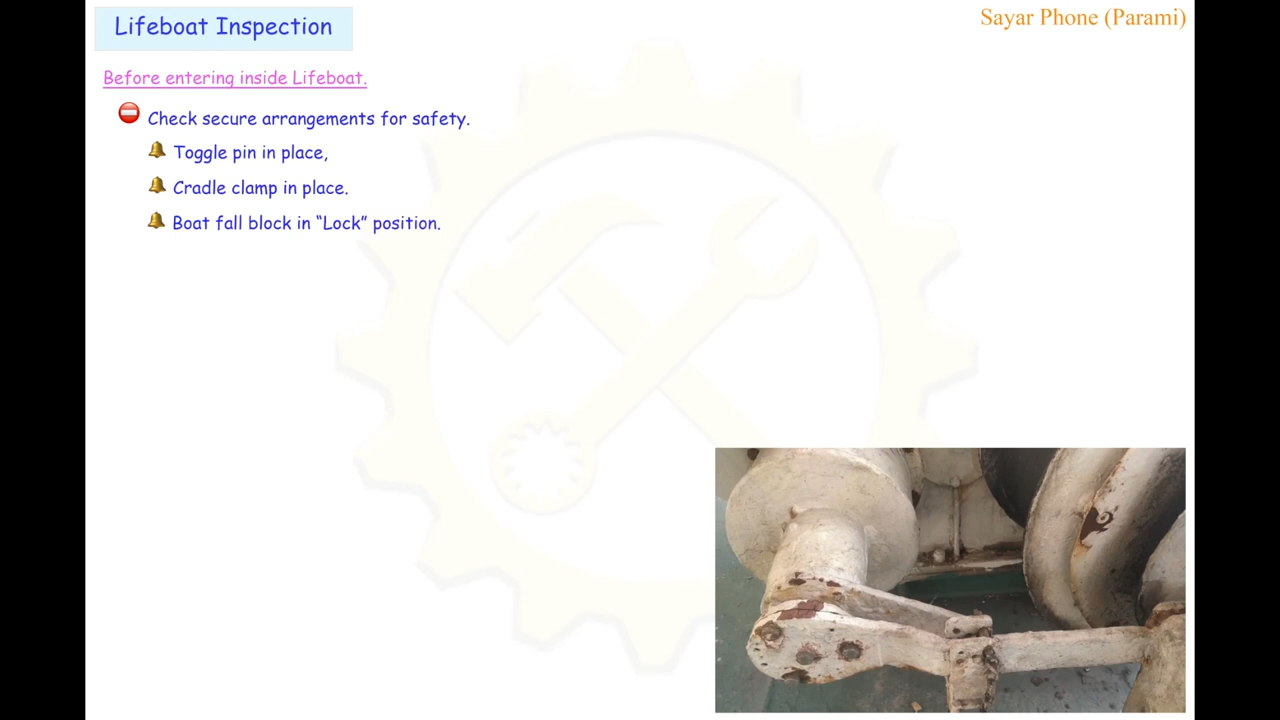 Lifeboat Inspection
Sayar Phone (Parami)
Before entering inside Lifeboat.
Check secure arrangements for safety.
Toggle pin in place,
Cradle clamp in place.
Boat fall block in “Lock” position.